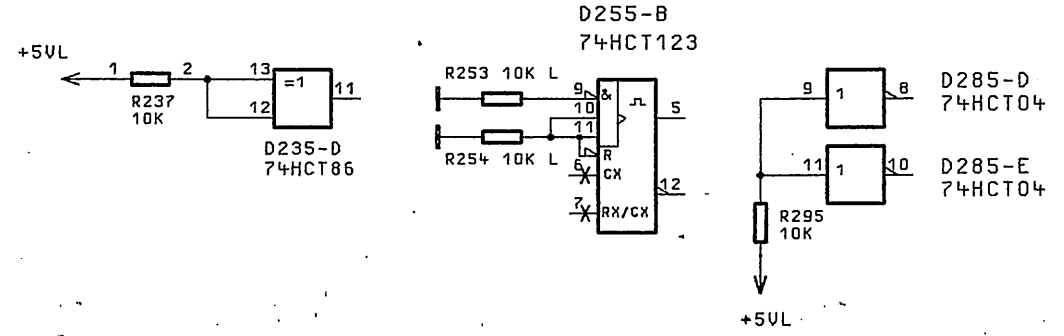 +5VL
1
2
R237
10K
13
12
=1
11
D235-D
74HCT86
D255-B
74HCT123
R253 10K L
R254 10K L
9
10
11
&
R
6
CX
7
RX/CX
5
12
9
1
8
D285-D
74HCT04
11
1
10
D285-E
74HCT04
R295
10K
+5VL